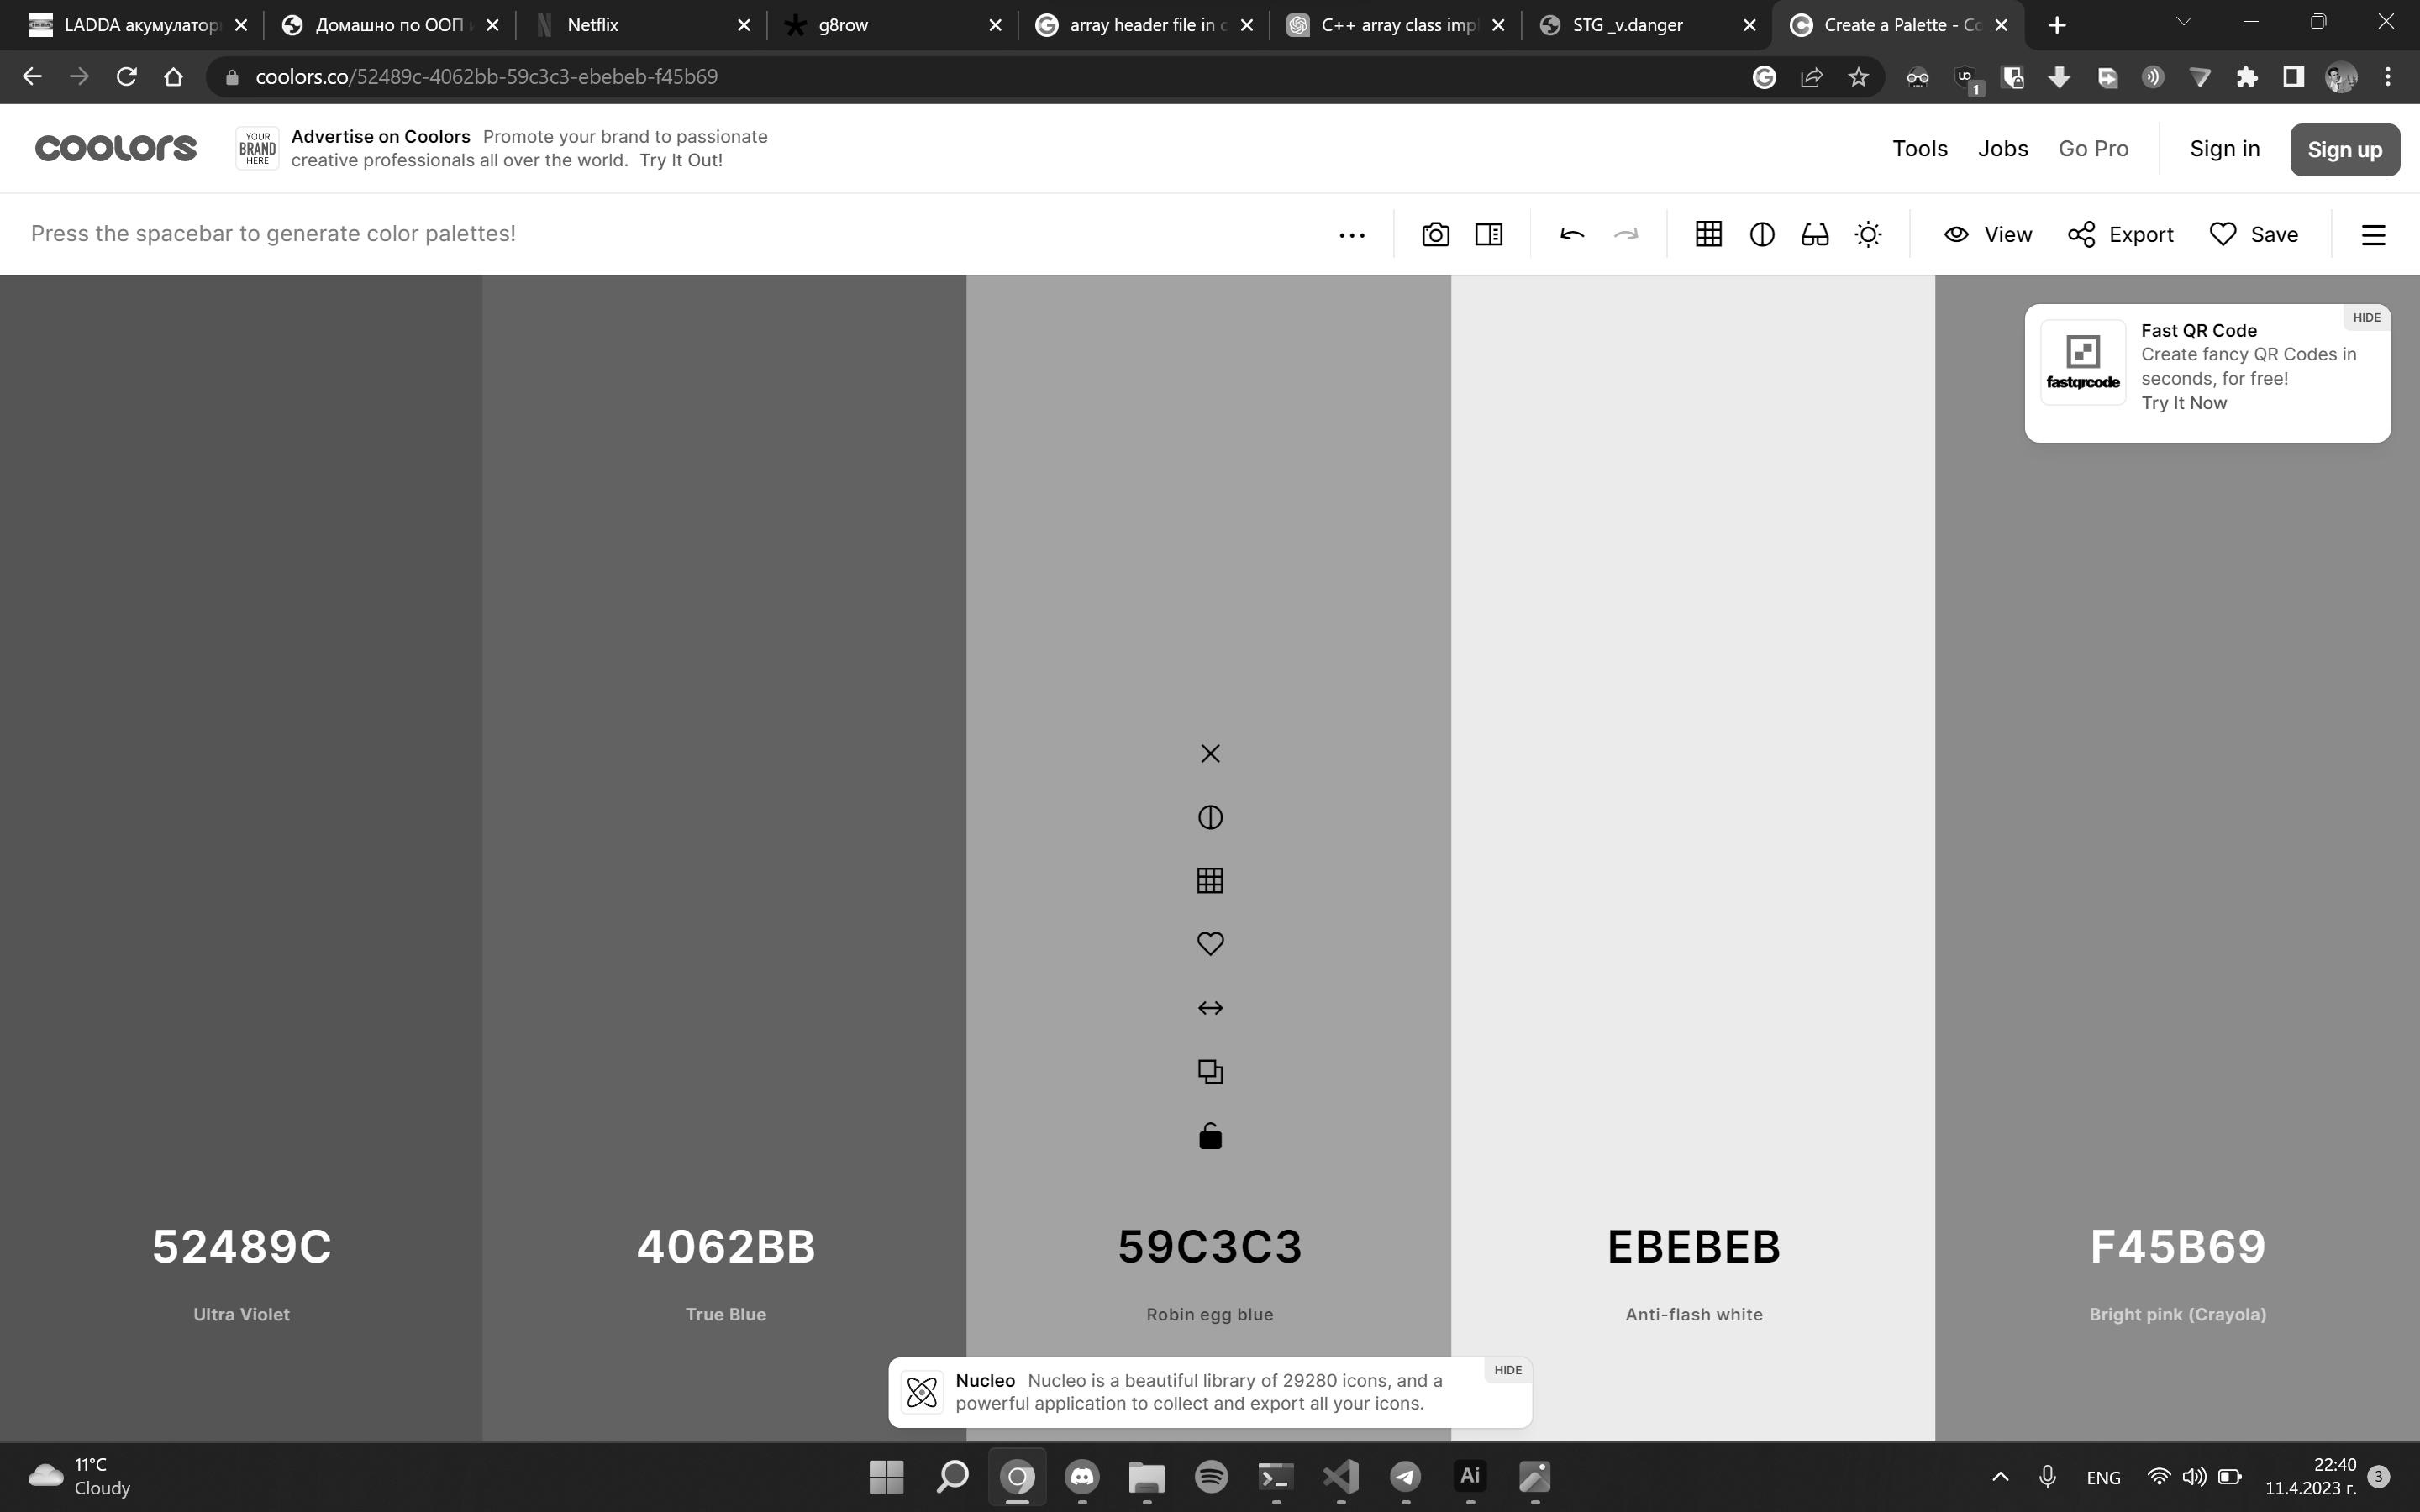 LADDA акумулатор
Домашно по ООП
Netflix
g8row
array header file in c
C++ array class impl
STG _v.danger
Create a Palette - Co
coolors.co/52489c-4062bb-59c3c3-ebebeb-f45b69
1
coolors
YOUR
BRAND
HERE
Advertise on Coolors Promote your brand to passionate
creative professionals all over the world. Try It Out!
Tools
Jobs
Go Pro
Sign in
Sign up
Press the spacebar to generate color palettes!
View
Export
Save
HIDE
fastqrcode
Fast QR Code
Create fancy QR Codes in
seconds, for free!
Try It Now
52489C
Ultra Violet
4062BB
True Blue
59C3C3
Robin egg blue
EBEBEB
Anti-flash white
F45B69
Bright pink (Crayola)
HIDE
Nucleo Nucleo is a beautiful library of 29280 icons, and a
powerful application to collect and export all your icons.
11°C
Cloudy
Ai
ENG
22:40
11.4.2023 г.
3